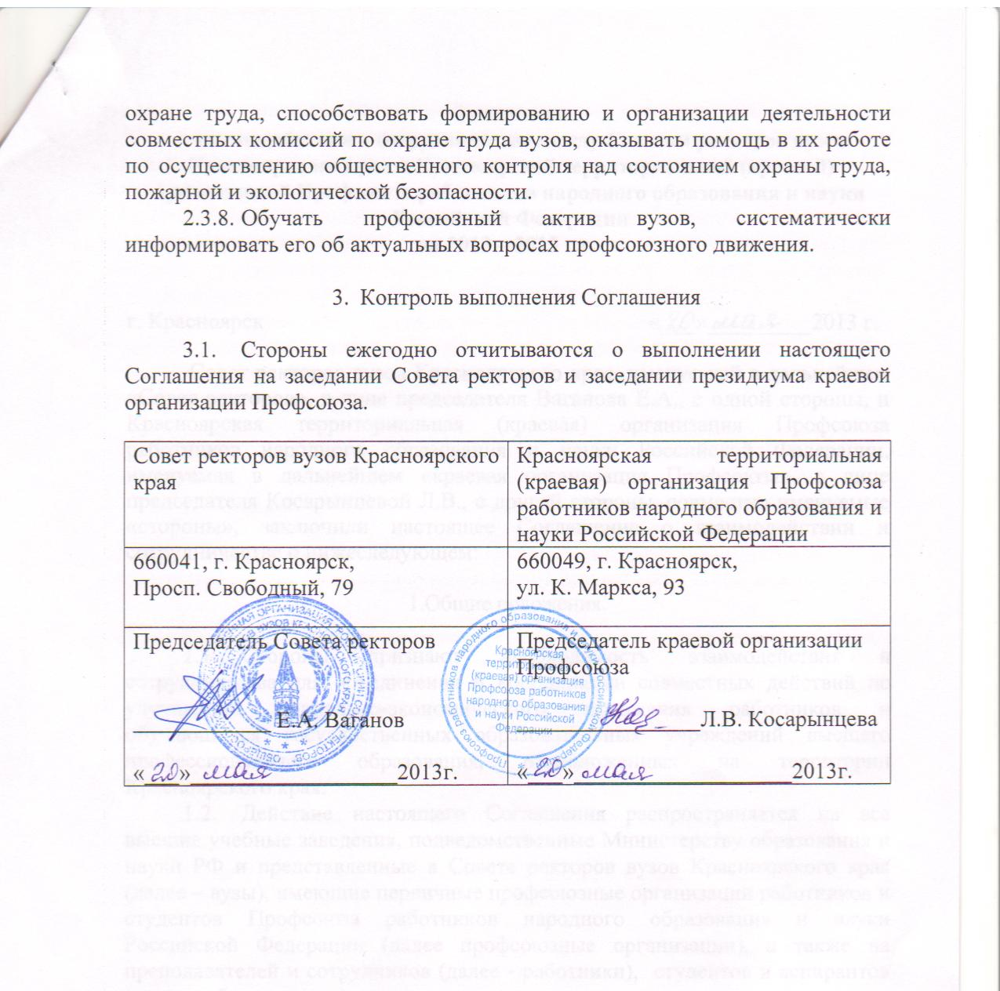 охране труда, способствовать формированию и организации деятельности
совместных комиссий по охране труда вузов, оказывать помощь в их работе
по осуществлению общественного контроля над состоянием охраны труда,
пожарной и экологической безопасности.
2.3.8. Обучать профсоюзный актив вузов, систематически
информировать его об актуальных вопросах профсоюзного движения.
3. Контроль выполнения Соглашения
3.1. Стороны ежегодно отчитываются о выполнении настоящего
Соглашения на заседании Совета ректоров и заседании президиума краевой
организации Профсоюза.
Совет ректоров вузов Красноярского
края
Красноярская территориальная
(краевая) организация Профсоюза
работников народного образования и
науки Российской Федерации
660041, г. Красноярск,
Просп. Свободный, 79
660049, г. Красноярск,
ул. К. Маркса, 93
Председатель Совета ректоров
Е.А. Ваганов
«20» мая 2013г.
Председатель краевой организации
Профсоюза
Л.В. Косарынцева
«20» мая 2013г.
Красноярская
территориальная
(краевая) организация
Профсоюза работников
народного образования
и науки Российской
Федерации